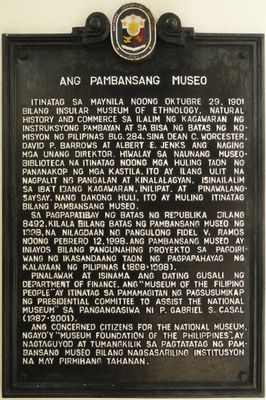 ANG PAMBANSANG MUSEO
ITINATAG SA MAYNILA NOONG OKTUBRE 29, 1901
BILANG INSULAR MUSEUM OF ETHNOLOGY, NATURAL
HISTORY AND COMMERCE SA ILALIM NG KAGAWARAN NG
INSTRUKSYONG PAMBAYAN AT SA BISA NG BATAS NG KO-
MISYON NG PILIPINAS BLG. 284. SINA DEAN C. WORCESTER,
DAVID P. BARROWS AT ALBERT E. JENKS ANG NAGING
MGA UNANG DIREKTOR. HIWALAY SA NAUNANG MUSEO-
BIBLIOTECA NA ITINATAG NOONG MGA HULING TAON NG
PANANAKOP NG MGA KASTILA, ITO AY ILANG ULIT NA
NAGPALIT NG PANGALAN AT KINALALAGYAN, ISINAILALIM
SA IBA'T IBANG KAGAWARAN, INILIPAT, AT PINAWALANG-
SAYSAY. NANG DAKONG HULI, ITO AY MULING ITINATAG
BILANG PAMBANSANG MUSEO.
SA PAGPAPATIBAY NG BATAS NG REPUBLIKA BILANG
8492, KILALA BILANG BATAS NG PAMBANSANG MUSEO NG
1998, NA NILAGDAN NI PANGULONG FIDEL V. RAMOS
NOONG PEBRERO 12, 1998, ANG PAMBANSANG MUSEO AY
INIAYOS BILANG PANGUNAHING PROYEKTO SA PAGDIRI-
WANG NG IKASANDAANG TAON NG PAGPAPAHAYAG NG
KALAYAAN NG PILIPINAS (1898-1998).
PINALAWAK AT ISINAMA ANG DATING GUSALI NG
DEPARTMENT OF FINANCE, ANG "MUSEUM OF THE FILIPINO
PEOPLE", AY ITINATAG SA PAMAMAGITAN NG PAGSUSUMIKAP
NG PRESIDENTIAL COMMITTEE TO ASSIST THE NATIONAL
MUSEUM SA PANGANGASIWA NI P. GABRIEL S. CASAL
(1987-2001).
ANG CONCERNED CITIZENS FOR THE NATIONAL MUSEUM,
NGAYO'Y "MUSEUM FOUNDATION OF THE PHILIPPINES", AY
NAGTAGUYOD AT TUMANGKILIK SA PAGTATATAG NG PAM-
BANSANG MUSEO BILANG NAGSASARILING INSTITUSYON
NA MAY PIRMIHANG TAHANAN.